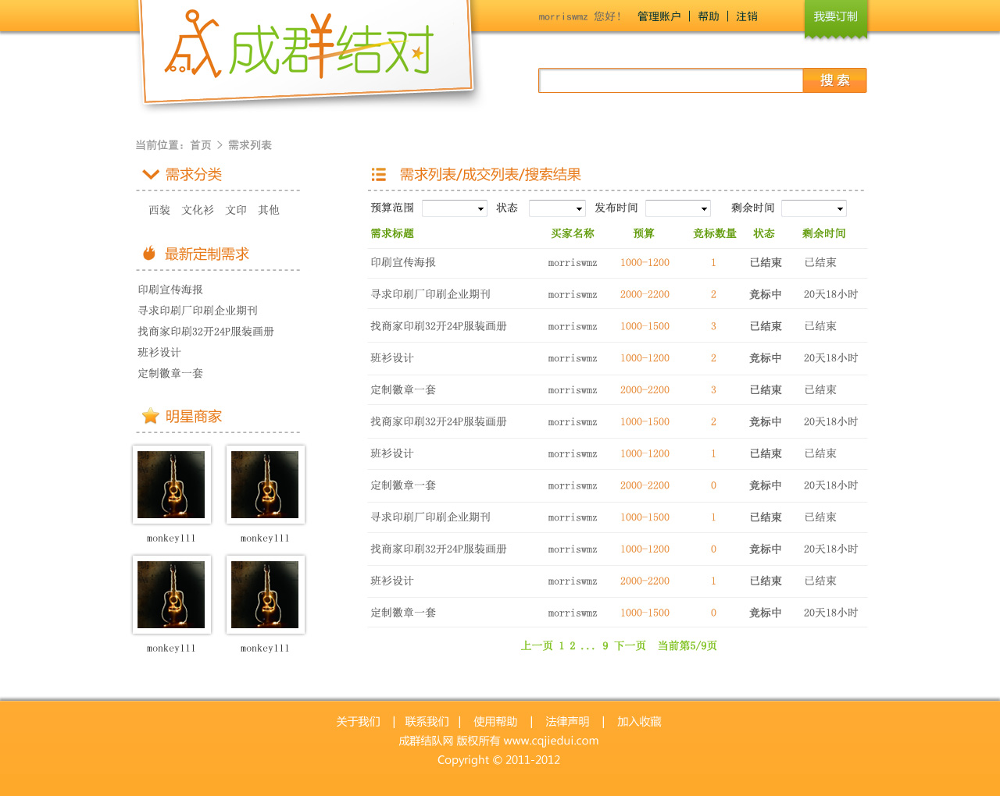 成群结对
morriswmz 您好! 管理账户 | 帮助 | 注销
我要订制
搜 索
当前位置：首页 > 需求列表
需求分类
西装 文化衫 文印 其他
最新定制需求
印刷宣传海报
寻求印刷厂印刷企业期刊
找商家印刷32开24P服装画册
班衫设计
定制徽章一套
明星商家
monkey111 monkey111
monkey111 monkey111
需求列表/成交列表/搜索结果
预算范围 状态 发布时间 剩余时间
需求标题 买家名称 预算 竞标数量 状态 剩余时间
印刷宣传海报 morriswmz 1000-1200 1 已结束 已结束
寻求印刷厂印刷企业期刊 morriswmz 2000-2200 2 竞标中 20天18小时
找商家印刷32开24P服装画册 morriswmz 1000-1500 3 已结束 已结束
班衫设计 morriswmz 1000-1200 2 竞标中 20天18小时
定制徽章一套 morriswmz 2000-2200 3 已结束 已结束
找商家印刷32开24P服装画册 morriswmz 1000-1500 2 竞标中 20天18小时
班衫设计 morriswmz 1000-1200 1 已结束 已结束
定制徽章一套 morriswmz 2000-2200 0 竞标中 20天18小时
寻求印刷厂印刷企业期刊 morriswmz 1000-1500 1 已结束 已结束
找商家印刷32开24P服装画册 morriswmz 1000-1200 0 竞标中 20天18小时
班衫设计 morriswmz 2000-2200 1 已结束 已结束
定制徽章一套 morriswmz 1000-1500 0 竞标中 20天18小时
上一页 1 2 ... 9 下一页 当前第5/9页
关于我们 | 联系我们 | 使用帮助 | 法律声明 | 加入收藏
成群结队网 版权所有 www.cqjiedui.com
Copyright © 2011-2012